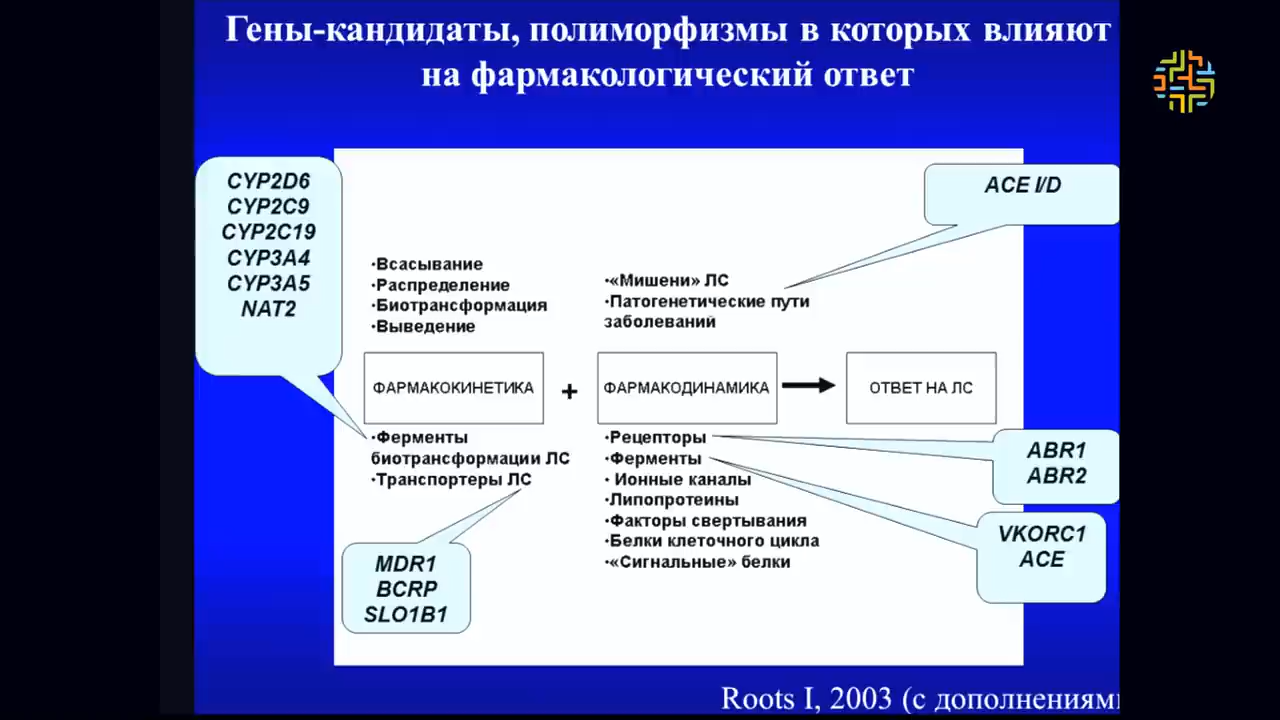 Гены-кандидаты, полиморфизмы в которых влияют
на фармакологический ответ
CYP2D6
CYP2C9
CYP2C19
CYP3A4
CYP3A5
NAT2
ACE I/D
•Всасывание
•Распределение
•Биотрансформация
•Выведение
•«Мишени» ЛС
•Патогенетические пути
заболеваний
ФАРМАКОКИНЕТИКА
+
ФАРМАКОДИНАМИКА
ОТВЕТ НА ЛС
•Ферменты
биотрансформации ЛС
•Транспортеры ЛС
•Рецепторы
•Ферменты
• Ионные каналы
•Липопротеины
•Факторы свертывания
•Белки клеточного цикла
•«Сигнальные» белки
ABR1
ABR2
VKORC1
ACE
MDR1
BCRP
SLO1B1
Roots I, 2003 (с дополнениями